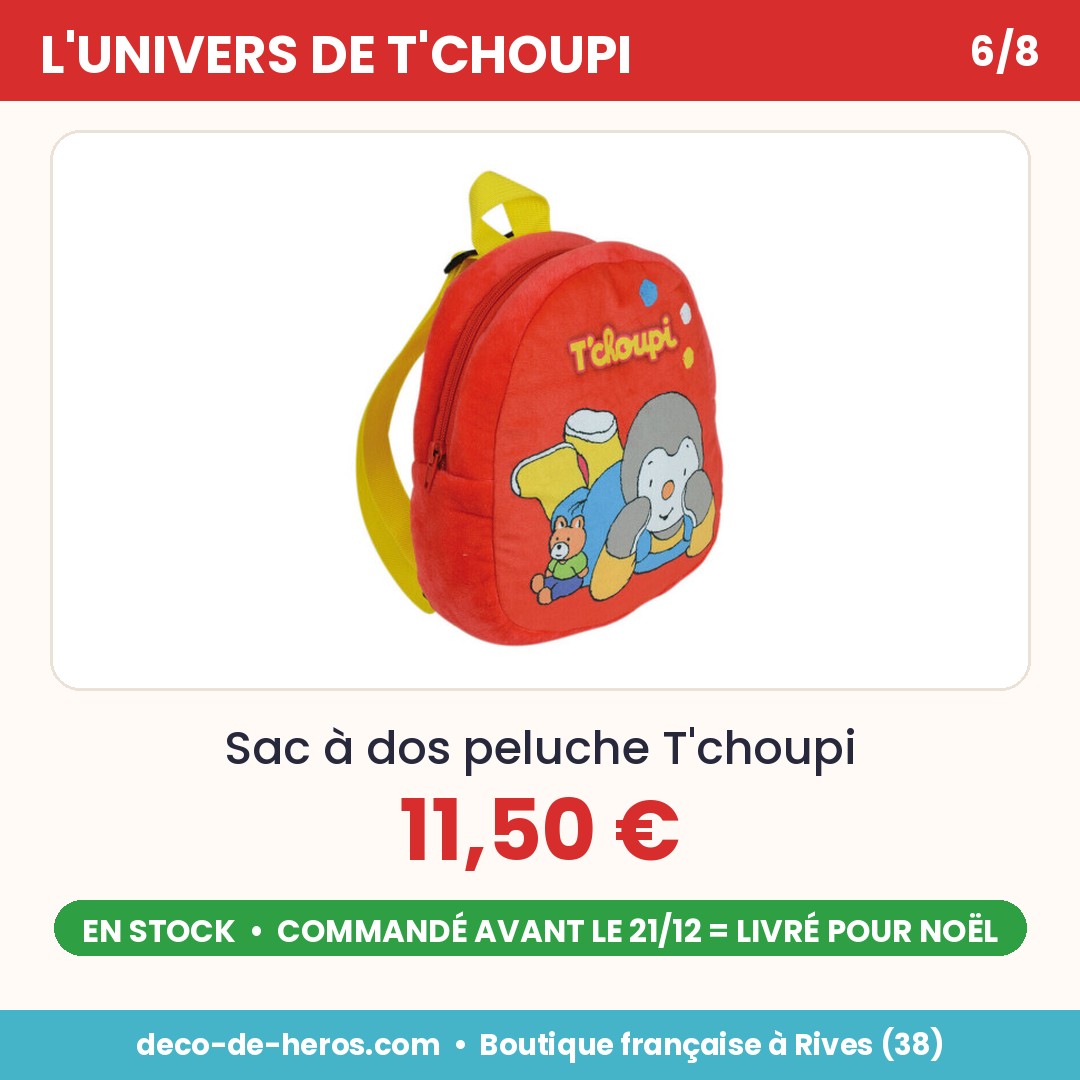 L'UNIVERS DE T'CHOUPI
6/8
T'choupi
Sac à dos peluche T'choupi
11,50 €
EN STOCK • COMMANDÉ AVANT LE 21/12 = LIVRÉ POUR NOËL
deco-de-heros.com • Boutique française à Rives (38)